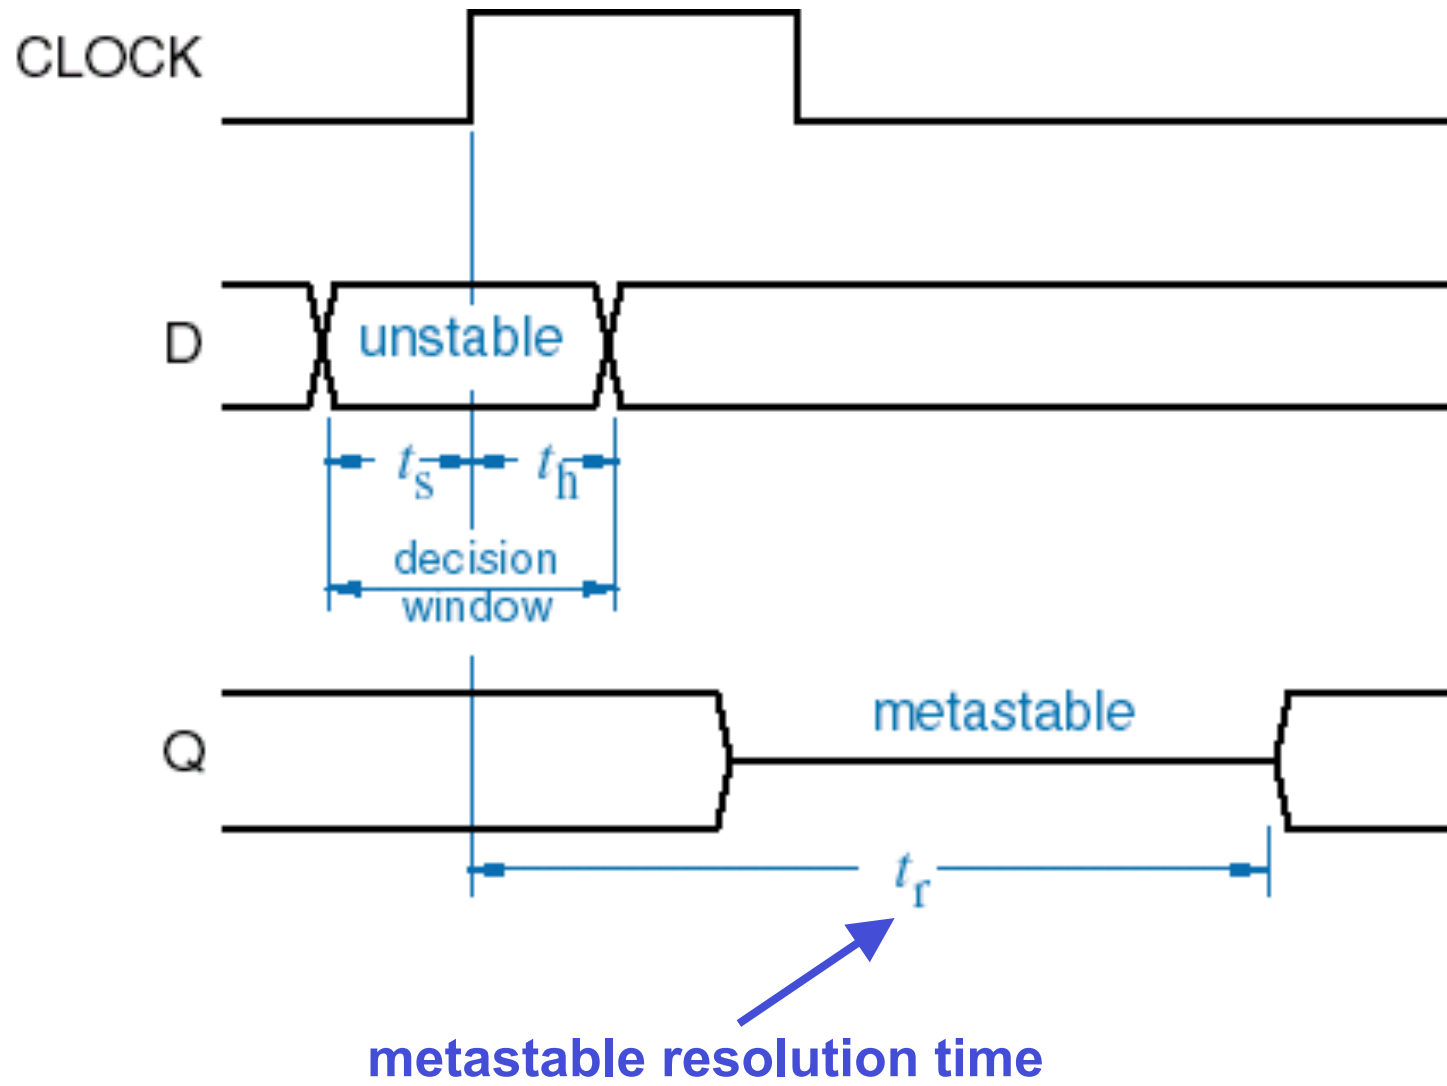 CLOCK
D
unstable
ts
th
decision
window
Q
metastable
tr
metastable resolution time